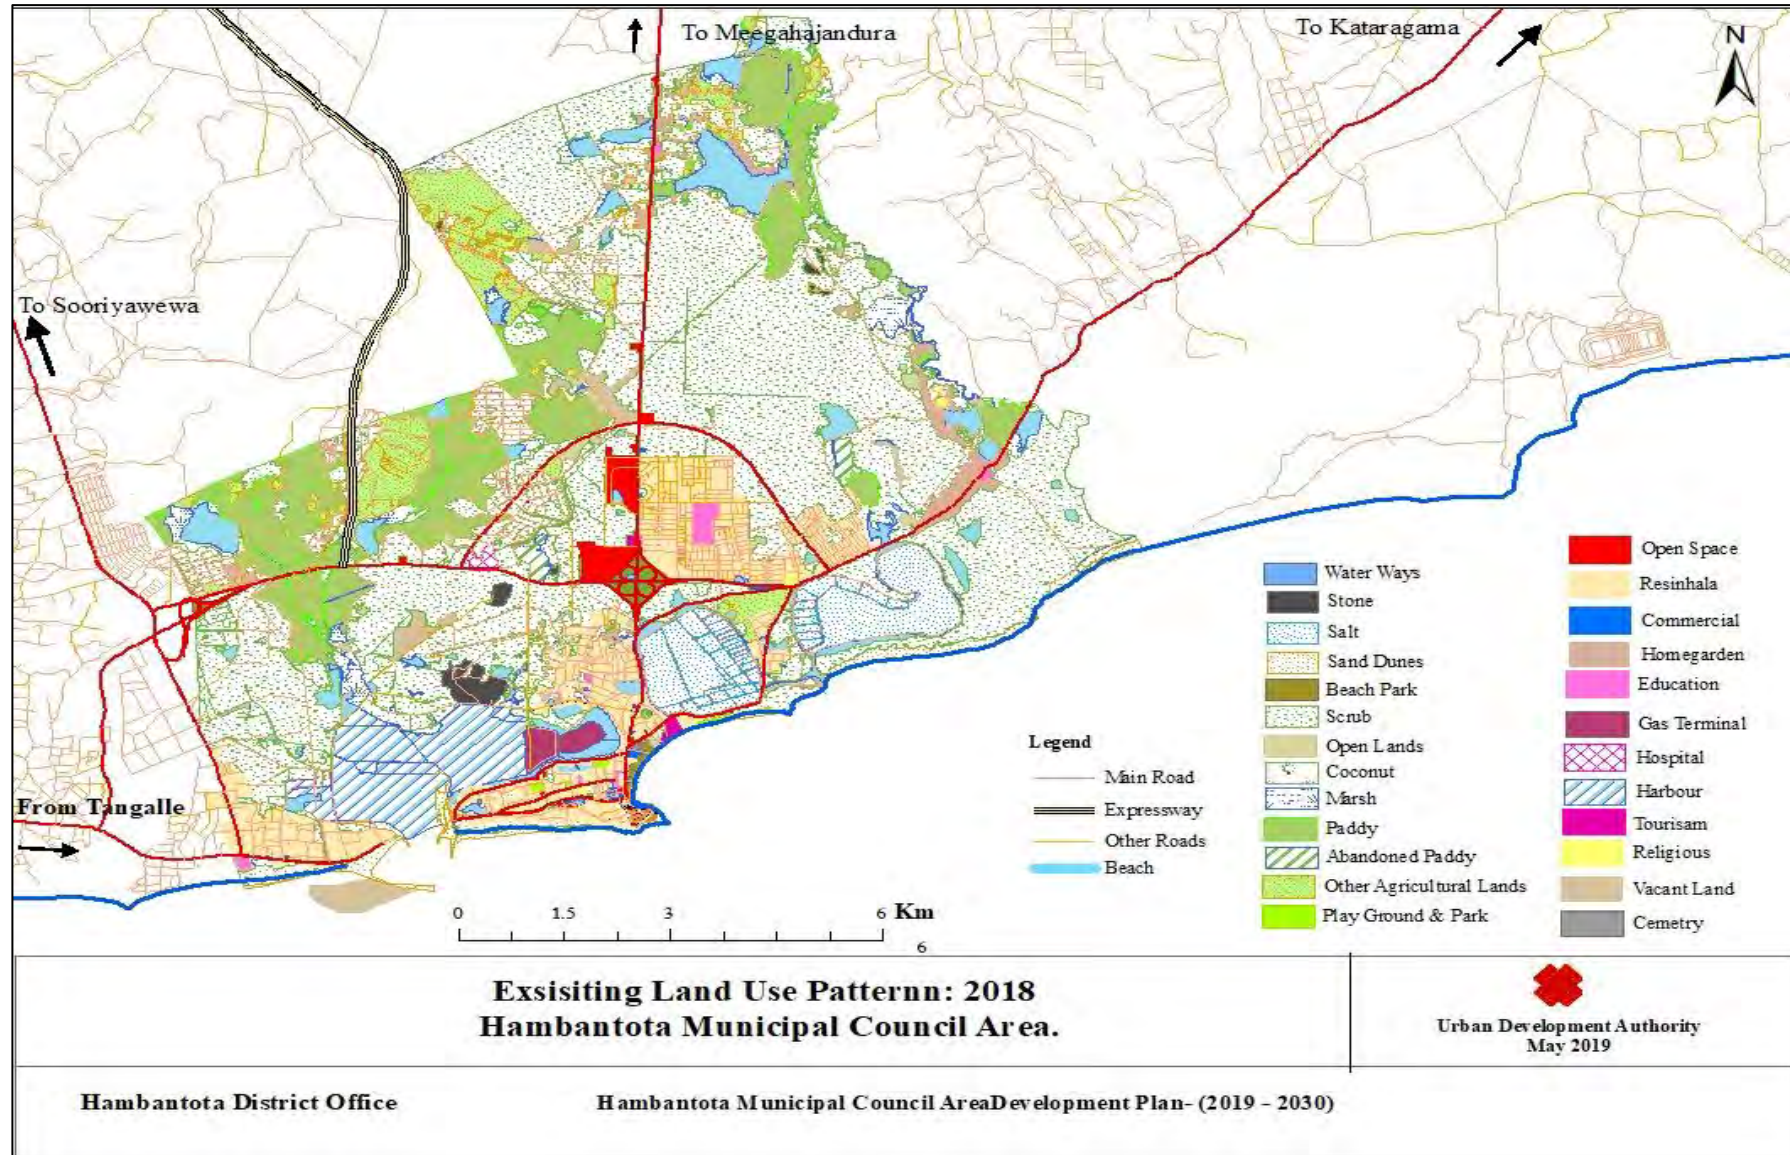 To Meegahajandura
To Kataragama
N
To Sooriyawewa
From Tangalle
Legend
Main Road
Expressway
Other Roads
Beach
Water Ways
Stone
Salt
Sand Dunes
Beach Park
Scrub
Open Lands
Coconut
Marsh
Paddy
Abandoned Paddy
Other Agricultural Lands
Play Ground & Park
Open Space
Resinhala
Commercial
Homegarden
Education
Gas Terminal
Hospital
Harbour
Tourisam
Religious
Vacant Land
Cemetry
0 1.5 3 6 Km
6
Exsisiting Land Use Patternn: 2018
Hambantota Municipal Council Area.
Urban Development Authority
May 2019
Hambantota District Office
Hambantota Municipal Council AreaDevelopment Plan- (2019 - 2030)